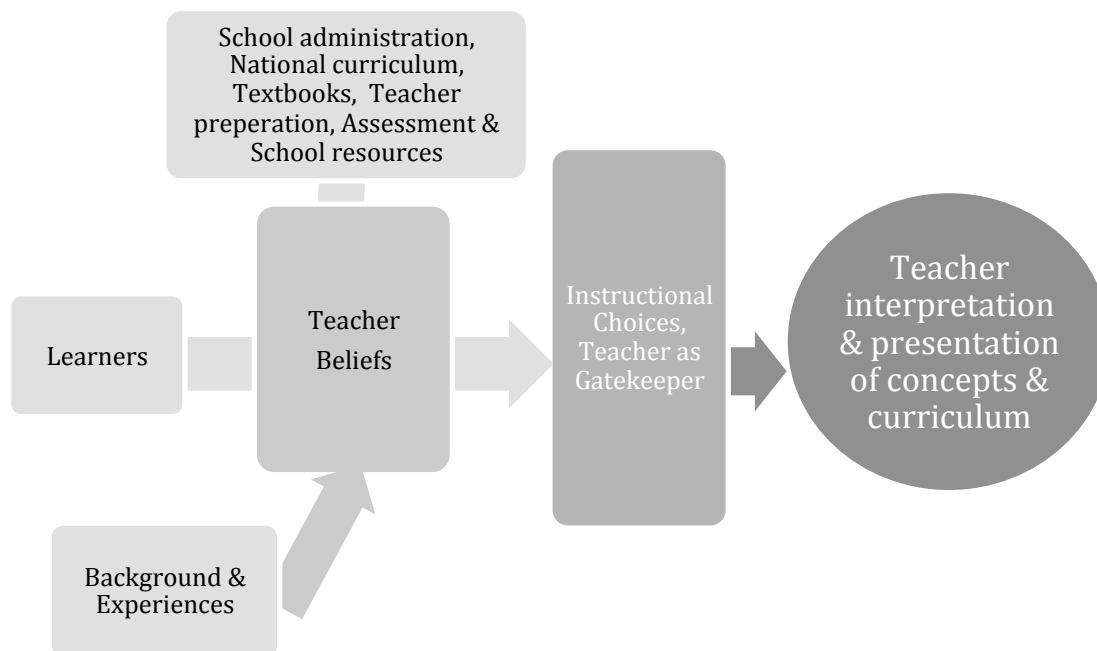 School administration,
National curriculum,
Textbooks, Teacher
preperation, Assessment &
School resources
Learners
Teacher
Beliefs
Instructional
Choices,
Teacher as
Gatekeeper
Teacher
interpretation
& presentation
of concepts &
curriculum
Background &
Experiences